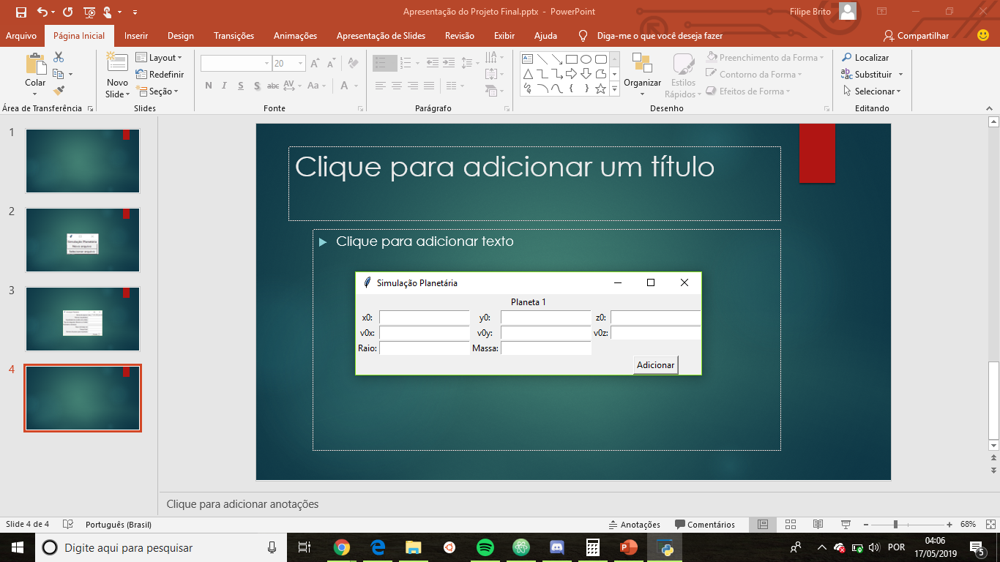 Apresentação do Projeto Final.pptx - PowerPoint
Filipe Brito
Arquivo Página Inicial Inserir Design Transições Animações Apresentação de Slides Revisão Exibir Ajuda Diga-me o que você deseja fazer Compartilhar
Colar
Área de Transferência
Novo Slide
Layout
Redefinir
Seção
Slides
20
N I S S abc AV Aa A
Fonte
Parágrafo
Organizar
Estilos Rápidos
Preenchimento da Forma
Contorno da Forma
Efeitos de Forma
Desenho
Localizar
Substituir
Selecionar
Editando
1
2
Simulação Planetária
3
4
Clique para adicionar um título
Clique para adicionar texto
Simulação Planetária
Planeta 1
x0: y0: z0:
v0x: v0y: v0z:
Raio: Massa:
Adicionar
Clique para adicionar anotações
Slide 4 de 4 Português (Brasil) Anotações Comentários 68%
Digite aqui para pesquisar
POR
04:06
17/05/2019
5